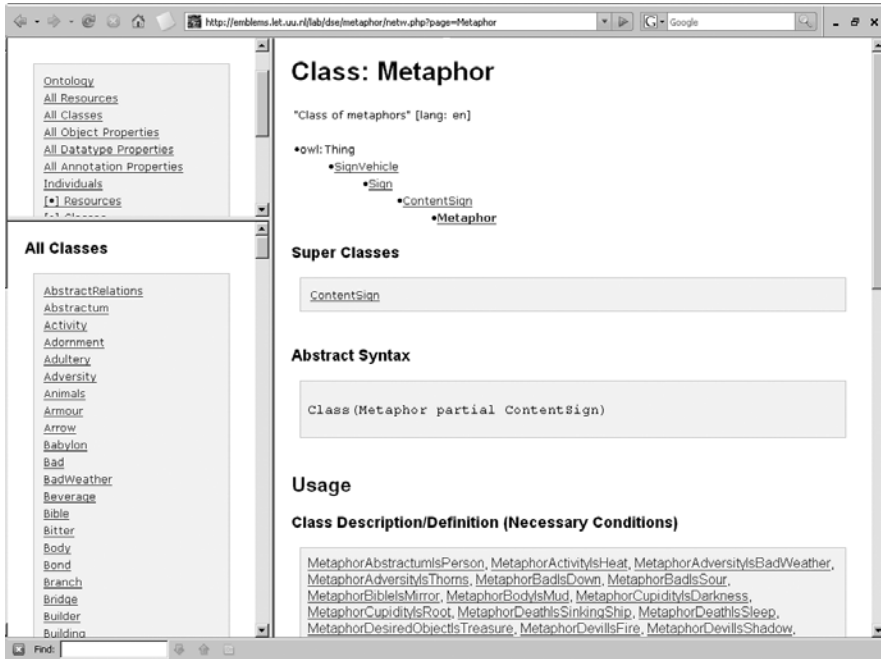 http://emblems.let.uu.nl/lab/dse/metaphor/netw.php?page=Metaphor
G Google
Ontology
All Resources
All Classes
All Object Properties
All Datatype Properties
All Annotation Properties
Individuals
[•] Resources
[•] Classes
All Classes
AbstractRelations
Abstractum
Activity
Adornment
Adultery
Adversity
Animals
Armour
Arrow
Babylon
Bad
BadWeather
Beverage
Bible
Bitter
Body
Bond
Branch
Bridge
Builder
Building
Class: Metaphor
"Class of metaphors" [lang: en]
•owl:Thing
•SignVehicle
•Sign
•ContentSign
•Metaphor
Super Classes
ContentSign
Abstract Syntax
Class(Metaphor partial ContentSign)
Usage
Class Description/Definition (Necessary Conditions)
MetaphorAbstractumIsPerson, MetaphorActivityIsHeat, MetaphorAdversityIsBadWeather,
MetaphorAdversityIsThorns, MetaphorBadIsDown, MetaphorBadIsSour,
MetaphorBibleIsMirror, MetaphorBodyIsMud, MetaphorCupidityIsDarkness,
MetaphorCupidityIsRoot, MetaphorDeathIsSinkingShip, MetaphorDeathIsSleep,
MetaphorDesiredObjectIsTreasure, MetaphorDevilIsFire, MetaphorDevilIsShadow,
Find: